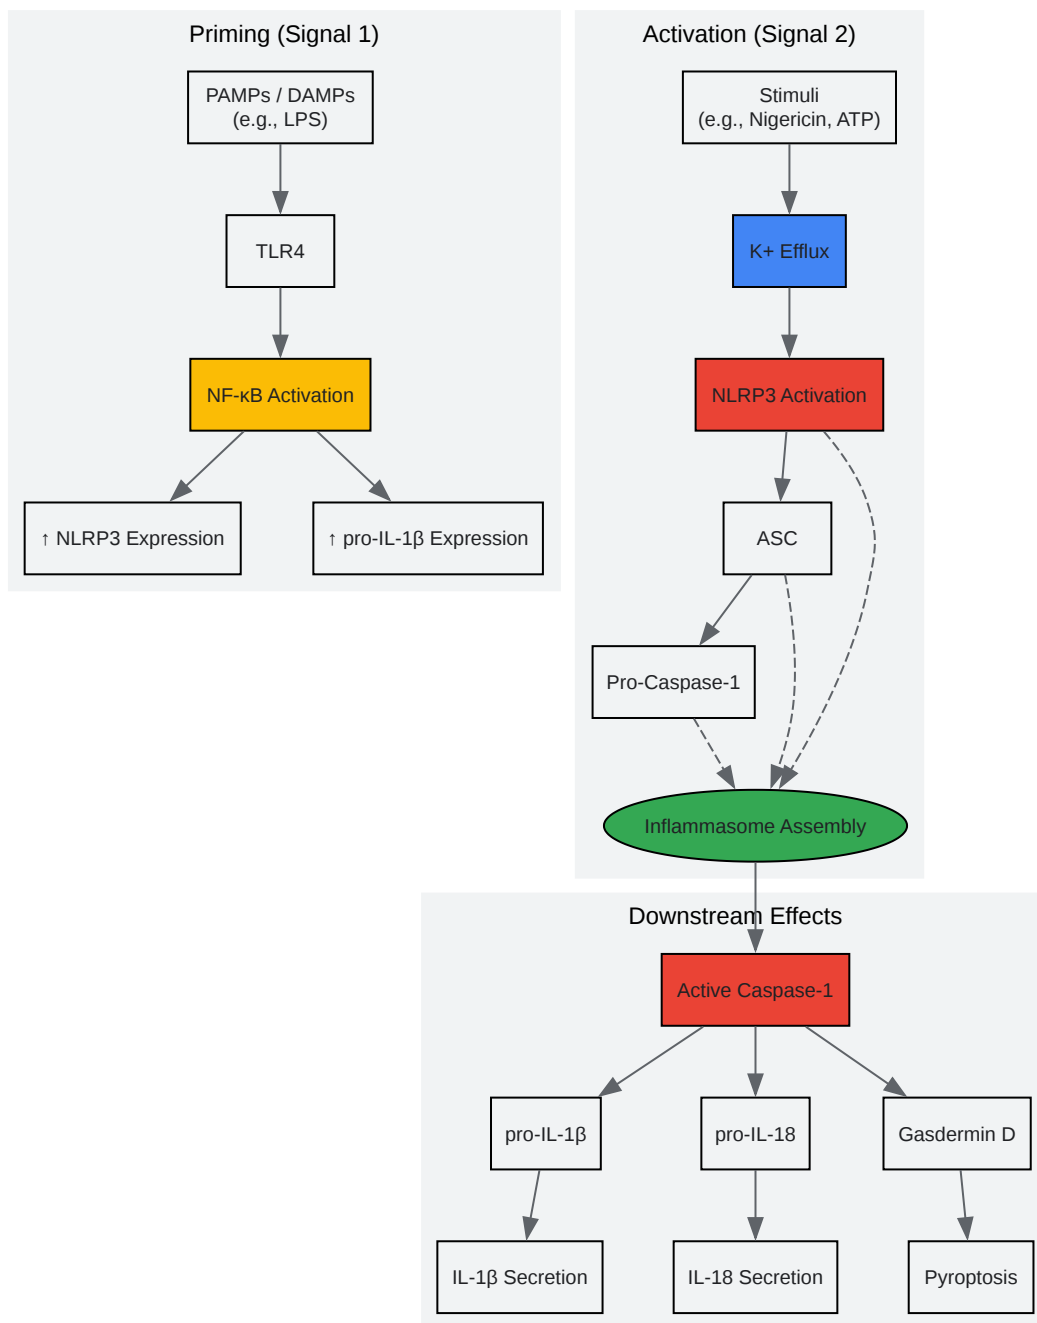 Priming (Signal 1)
PAMPs / DAMPs
(e.g., LPS)
TLR4
NF-κB Activation
↑ NLRP3 Expression
↑ pro-IL-1β Expression
Activation (Signal 2)
Stimuli
(e.g., Nigericin, ATP)
K+ Efflux
NLRP3 Activation
ASC
Pro-Caspase-1
Inflammasome Assembly
Downstream Effects
Active Caspase-1
pro-IL-1β
pro-IL-18
Gasdermin D
IL-1β Secretion
IL-18 Secretion
Pyroptosis